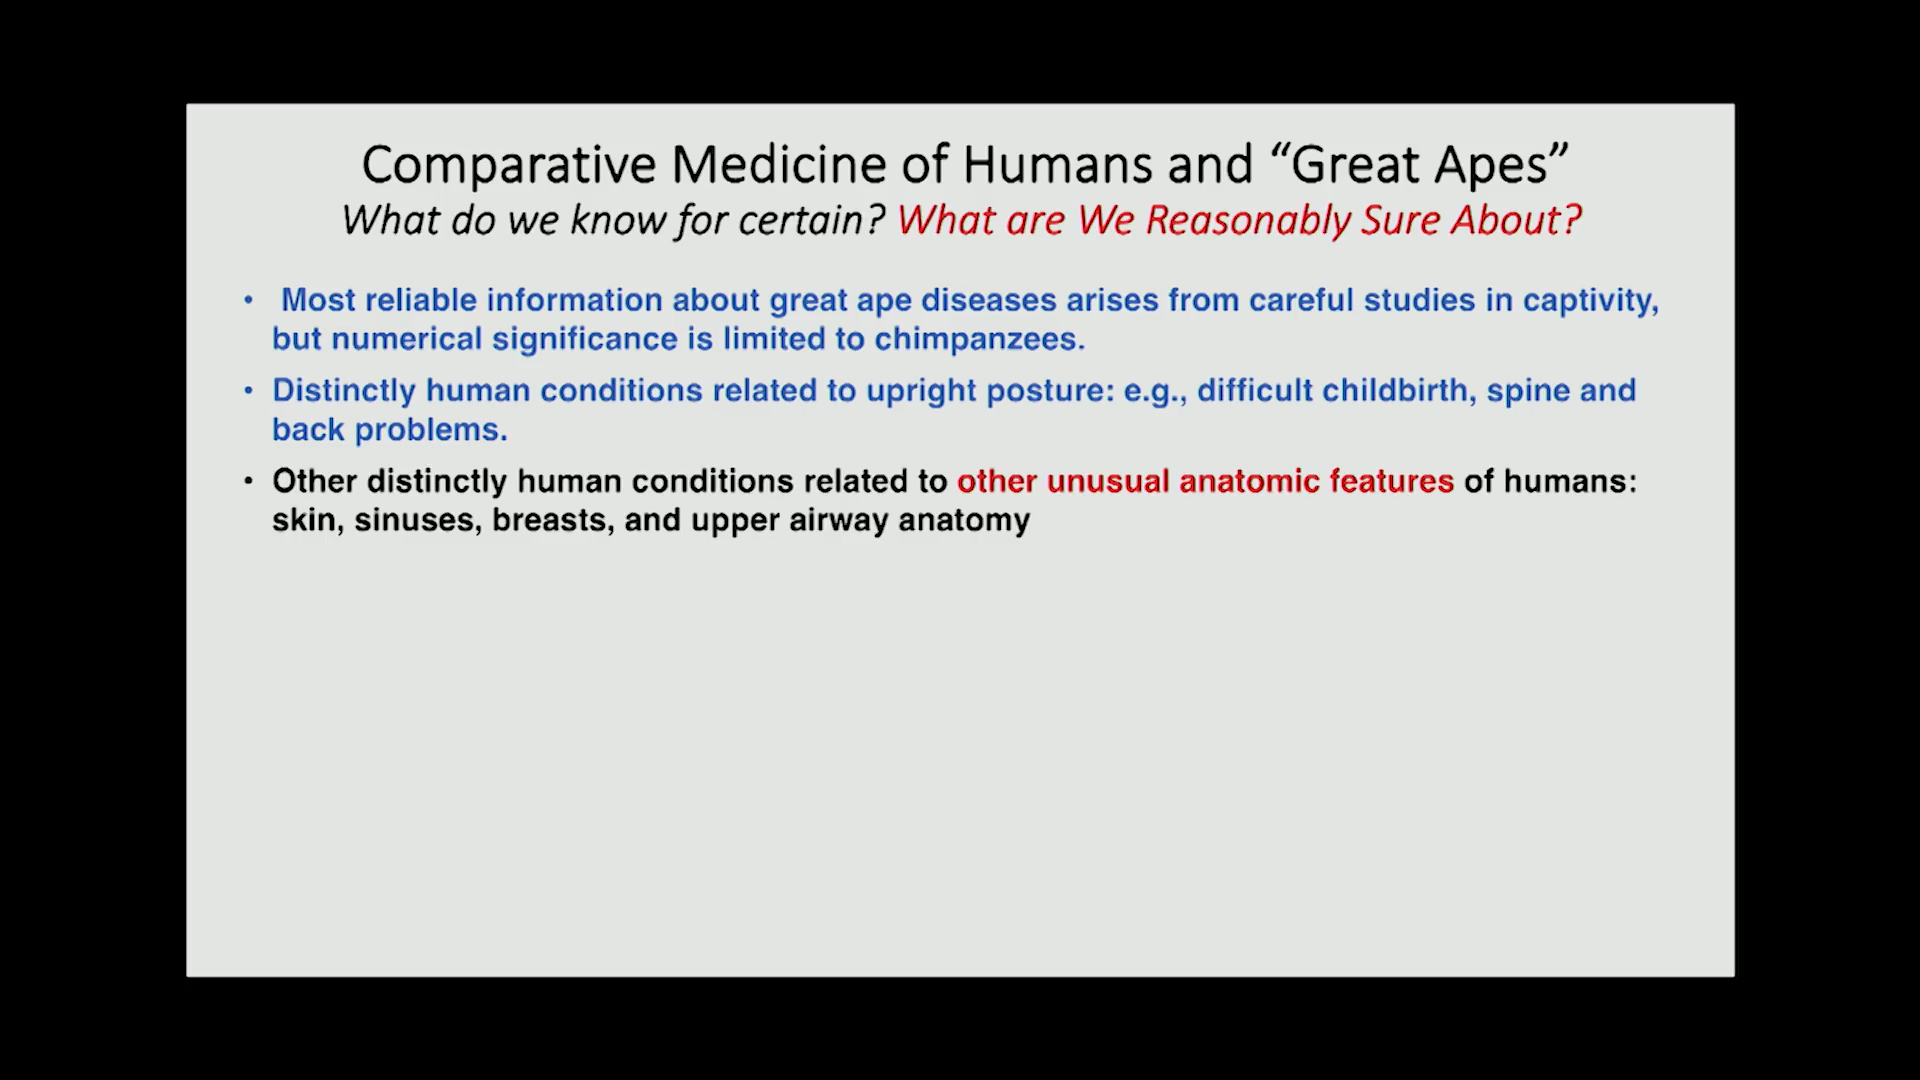 Comparative Medicine of Humans and “Great Apes”
What do we know for certain? What are We Reasonably Sure About?
• Most reliable information about great ape diseases arises from careful studies in captivity,
but numerical significance is limited to chimpanzees.
• Distinctly human conditions related to upright posture: e.g., difficult childbirth, spine and
back problems.
• Other distinctly human conditions related to other unusual anatomic features of humans:
skin, sinuses, breasts, and upper airway anatomy